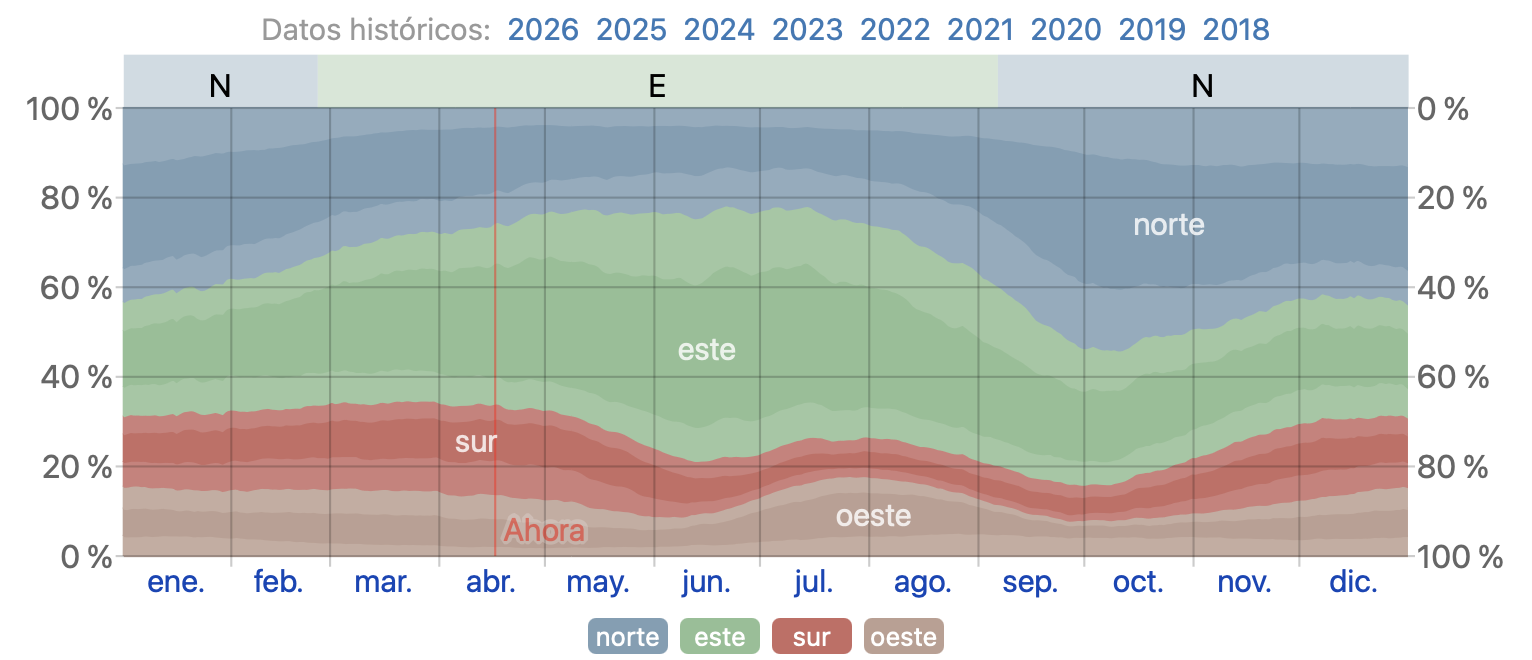 Datos históricos: 2026 2025 2024 2023 2022 2021 2020 2019 2018
N E N
100 % 0 %
80 % 20 %
norte
60 % 40 %
este
40 % 60 %
sur
20 % 80 %
oeste
Ahora
0 % 100 %
ene. feb. mar. abr. may. jun. jul. ago. sep. oct. nov. dic.
norte este sur oeste